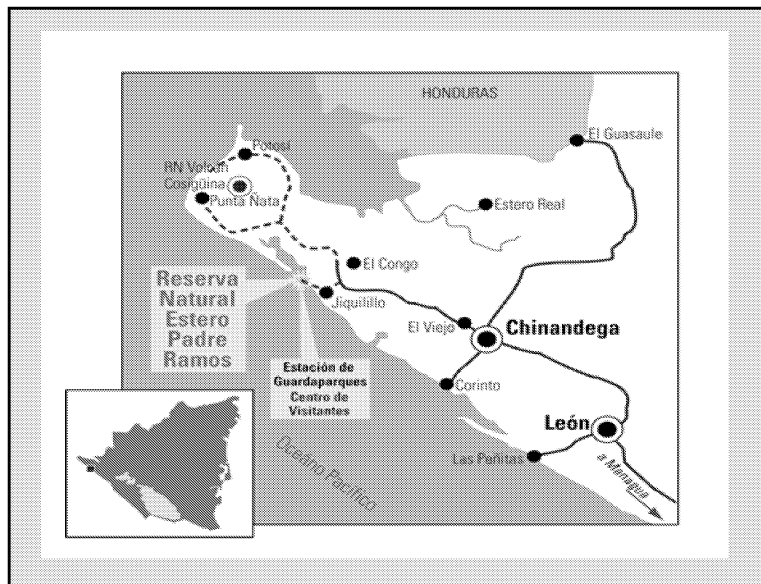 HONDURAS
El Guasaule
Potosí
RN Volcán
Cosigüina
Punta Ñata
Estero Real
El Congo
Reserva
Natural
Estero
Padre
Ramos
Jiquilillo
El Viejo
Chinandega
Estación de
Guardaparques
Centro de
Visitantes
Corinto
León
Las Peñitas
Oceáno Pacífico
a Managua